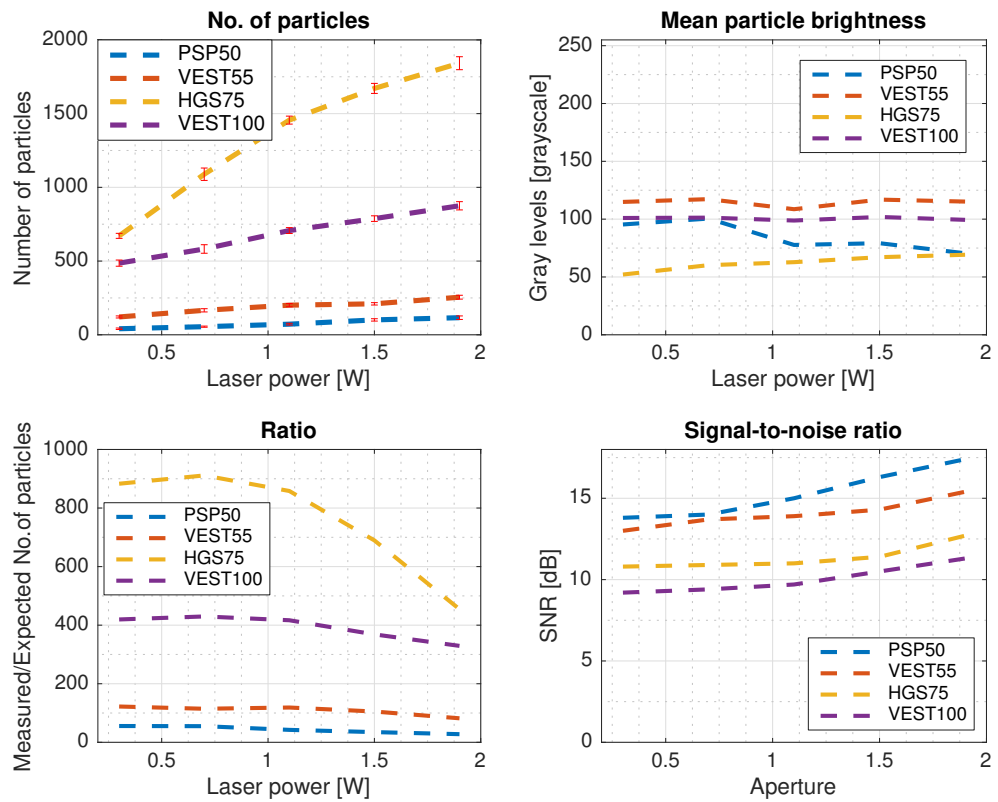 No. of particles
2000
1500
1000
500
0
Number of particles
PSP50
VEST55
HGS75
VEST100
0.5
1
1.5
2
Laser power [W]
Mean particle brightness
250
200
150
100
50
0
Gray levels [grayscale]
PSP50
VEST55
HGS75
VEST100
0.5
1
1.5
2
Laser power [W]
Ratio
1000
800
600
400
200
0
Measured/Expected No.of particles
PSP50
VEST55
HGS75
VEST100
0.5
1
1.5
2
Laser power [W]
Signal-to-noise ratio
15
10
5
0
SNR [dB]
PSP50
VEST55
HGS75
VEST100
0.5
1
1.5
2
Aperture